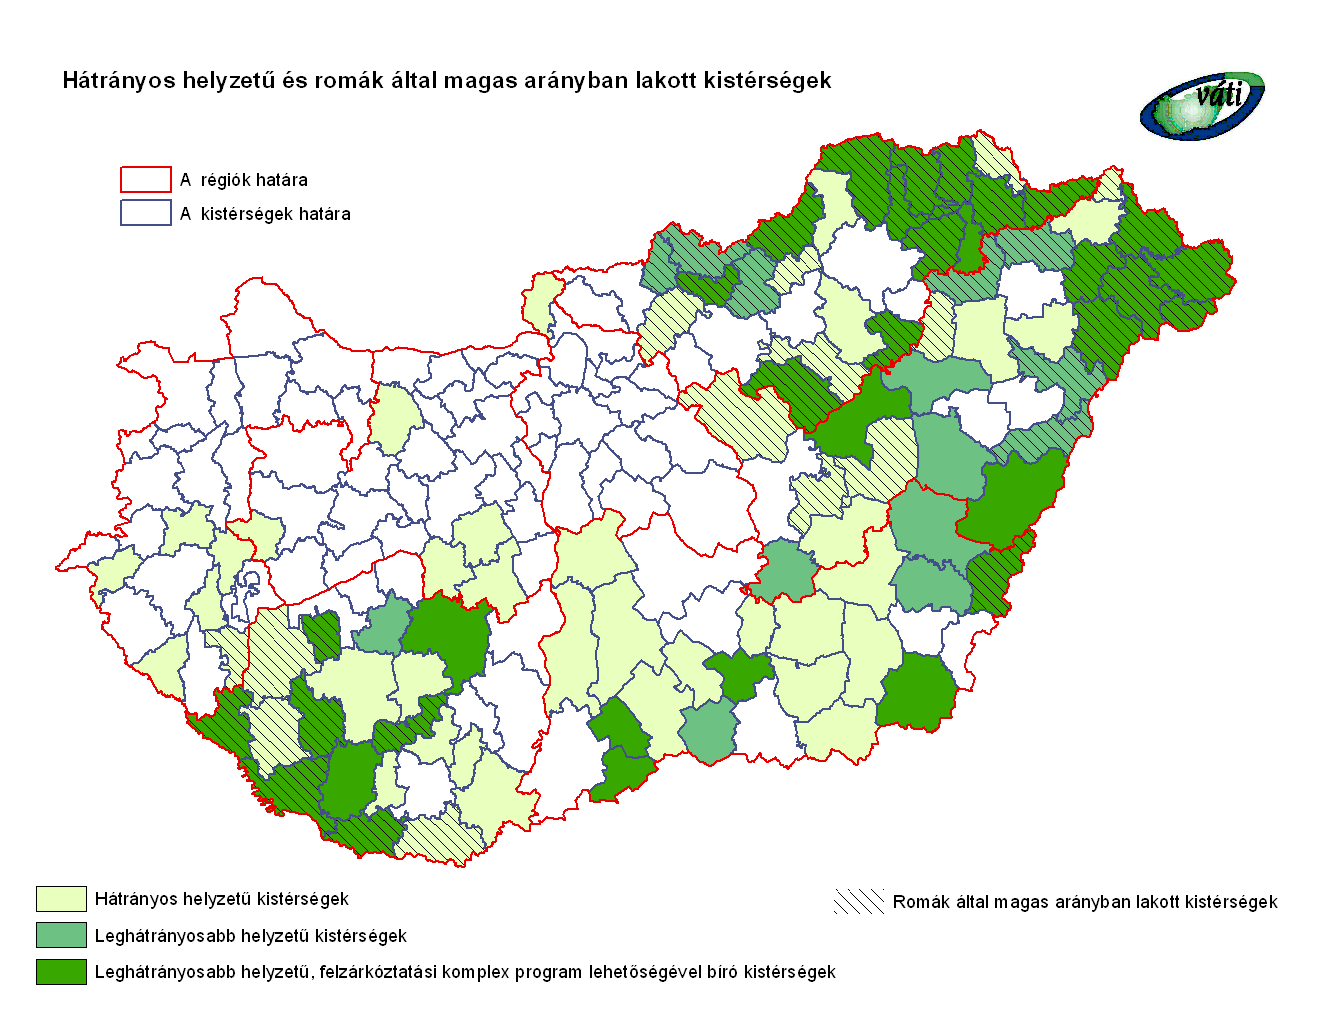 Hátrányos helyzetű és romák által magas arányban lakott kistérségek
váti
A régiók határa
A kistérségek határa
Hátrányos helyzetű kistérségek
Romák által magas arányban lakott kistérségek
Leghátrányosabb helyzetű kistérségek
Leghátrányosabb helyzetű, felzárkóztatási komplex program lehetőségével bíró kistérségek